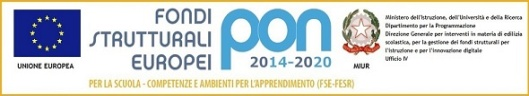 UNIONE EUROPEA
FONDI
STRUTTURALI
EUROPEI
pon
2014-2020
MUR
Ministero dell'Istruzione, dell'Università e della Ricerca
Dipartimento per la Programmazione
Direzione Generale per interventi in materia di edilizia
scolastica, per la gestione dei fondi strutturali per
l'istruzione e per l'innovazione digitale
Ufficio IV
PER LA SCUOLA - COMPETENZE E AMBIENTI PER L'APPRENDIMENTO (FSE-FESR)